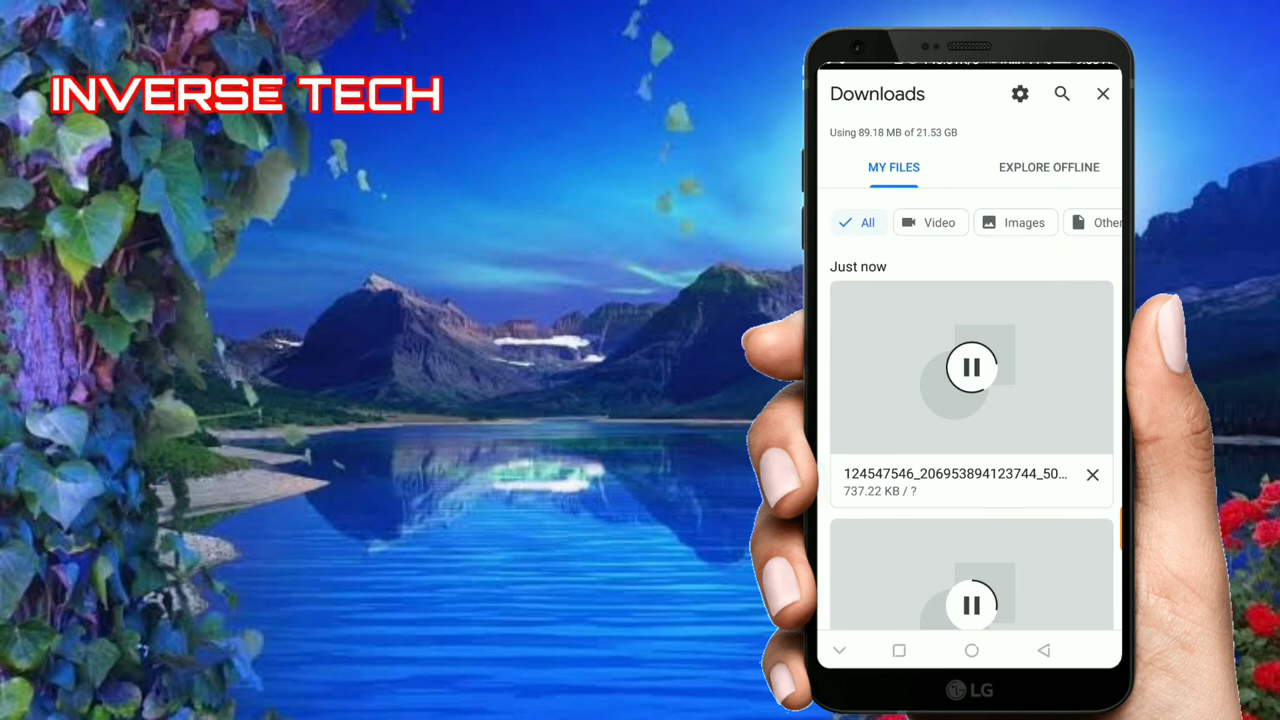 INVERSE TECH
Downloads
Using 89.18 MB of 21.53 GB
MY FILES
EXPLORE OFFLINE
All
Video
Images
Other
Just now
124547546_206953894123744_50...
737.22 KB / ?
LG